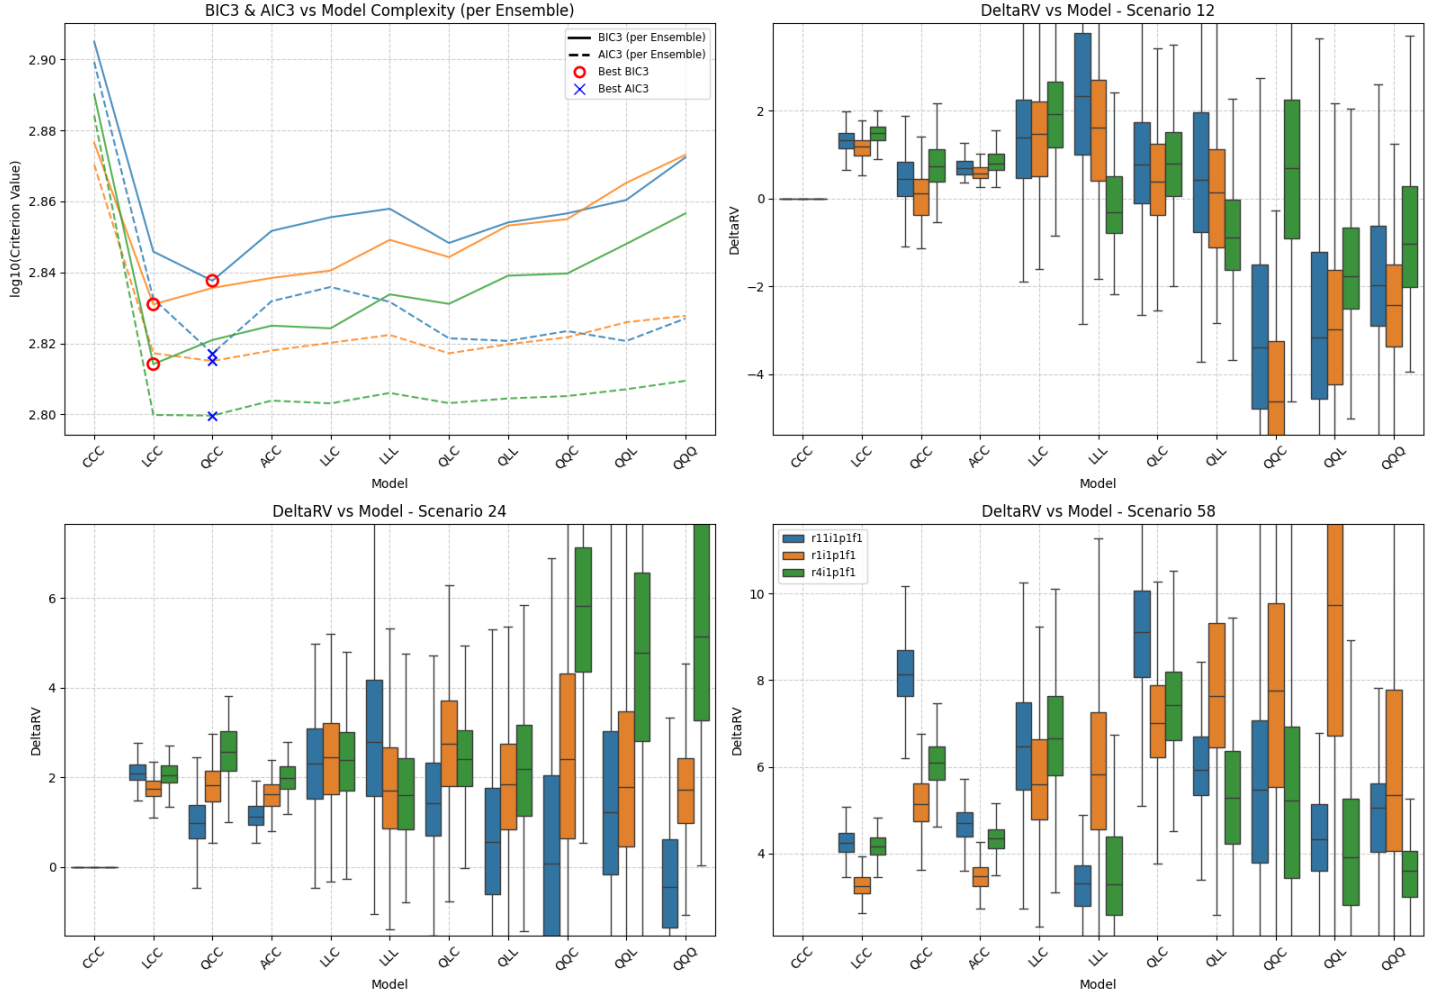 BIC3 & AIC3 vs Model Complexity (per Ensemble)
BIC3 (per Ensemble)
AIC3 (per Ensemble)
Best BIC3
Best AIC3
log10(Criterion Value)
2.90
2.88
2.86
2.84
2.82
2.80
CCC
LCC
QCC
ACC
LLC
LLL
QLC
QLL
QQC
QQL
QQQ
Model
DeltaRV vs Model - Scenario 12
DeltaRV
2
0
−2
−4
CCC
LCC
QCC
ACC
LLC
LLL
QLC
QLL
QQC
QQL
QQQ
Model
DeltaRV vs Model - Scenario 24
DeltaRV
6
4
2
0
CCC
LCC
QCC
ACC
LLC
LLL
QLC
QLL
QQC
QQL
QQQ
Model
DeltaRV vs Model - Scenario 58
r11i1p1f1
r1i1p1f1
r4i1p1f1
DeltaRV
10
8
6
4
CCC
LCC
QCC
ACC
LLC
LLL
QLC
QLL
QQC
QQL
QQQ
Model